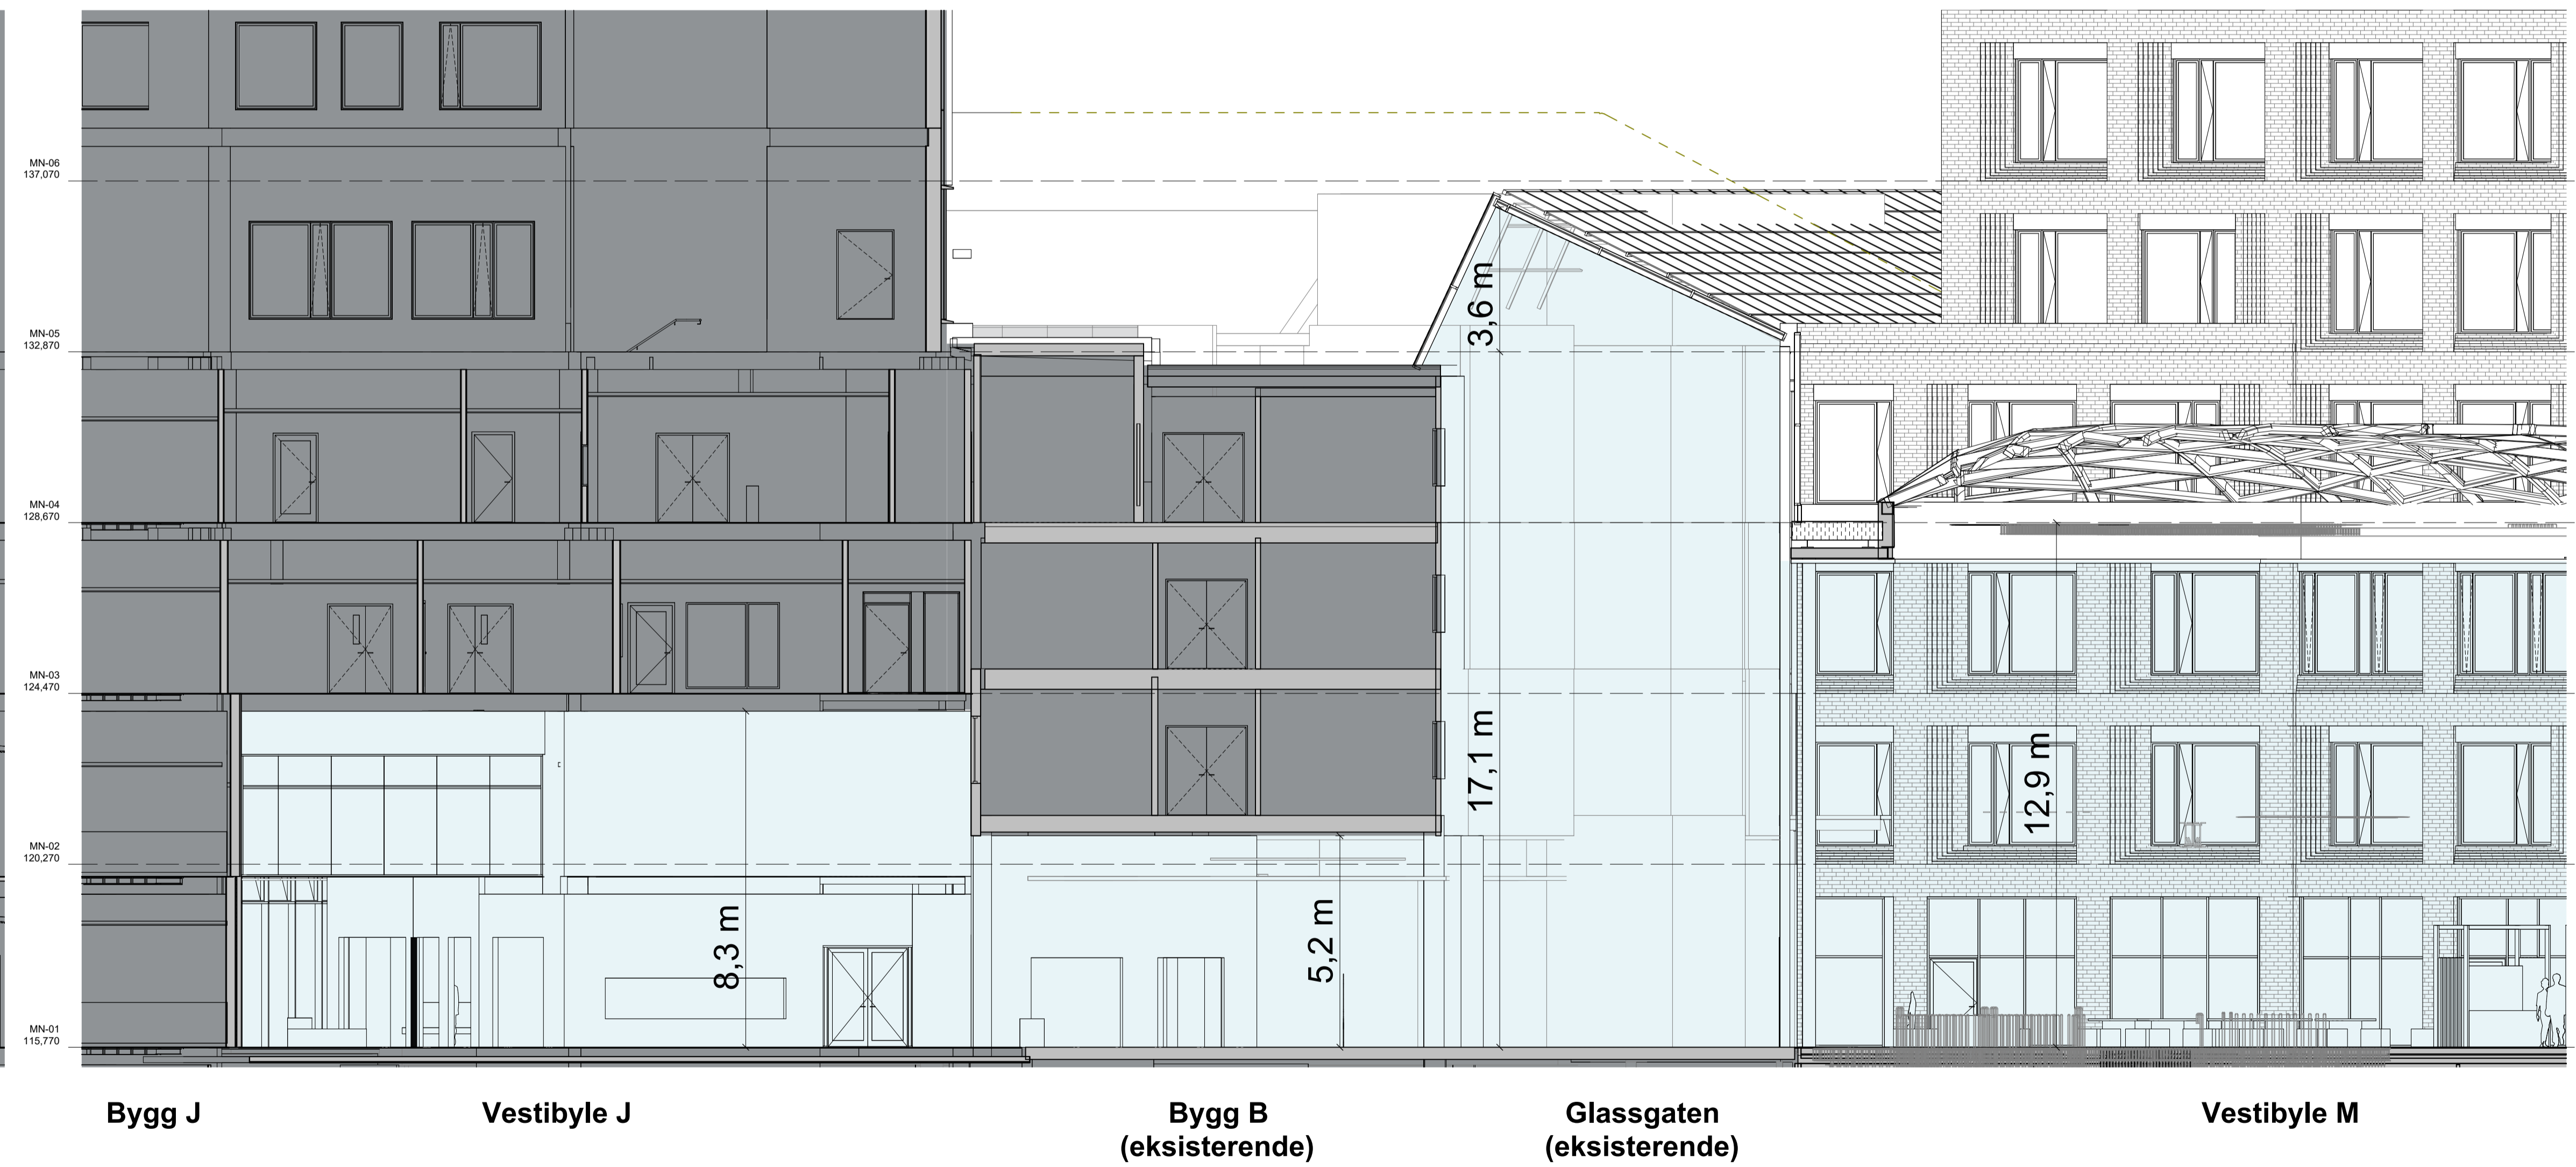 MN-06
137,070
MN-05
132,870
MN-04
128,670
MN-03
124,470
MN-02
120,270
MN-01
115,770
3,6 m
17,1 m
12,9 m
8,3 m
5,2 m
Bygg J
Vestibyle J
Bygg B
(eksisterende)
Glassgaten
(eksisterende)
Vestibyle M